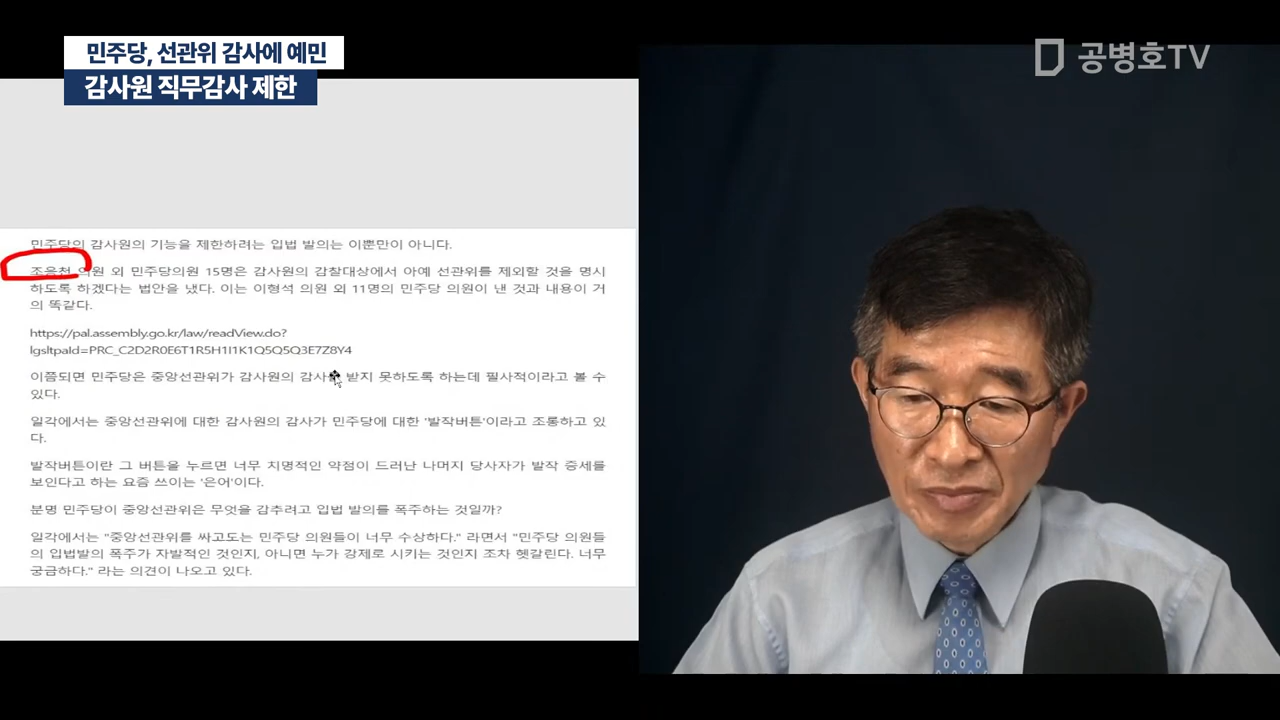 민주당, 선관위 감사에 예민
감사원 직무감사 제한
공병호TV
민주당의 감사원의 기능을 제한하려는 입법 발의는 이뿐만이 아니다.
조응천 의원 외 민주당의원 15명은 감사원의 감찰대상에서 아예 선관위를 제외할 것을 명시
하도록 하겠다는 법안을 냈다. 이는 이형석 의원 외 11명의 민주당 의원이 낸 것과 내용이 거
의 똑같다.
https://pal.assembly.go.kr/law/readView.do?
lgsltpaId=PRC_C2D2R0E6T1R5H1I1K1Q5Q5Q3E7Z8Y4
이쯤되면 민주당은 중앙선관위가 감사원의 감사를 받지 못하도록 하는데 필사적이라고 볼 수
있다.
일각에서는 중앙선관위에 대한 감사원의 감사가 민주당에 대한 '발작버튼'이라고 조롱하고 있
다.
발작버튼이란 그 버튼을 누르면 너무 치명적인 약점이 드러난 나머지 당사자가 발작 증세를
보인다고 하는 요즘 쓰이는 '은어'이다.
분명 민주당이 중앙선관위은 무엇을 감추려고 입법 발의를 폭주하는 것일까?
일각에서는 "중앙선관위를 싸고도는 민주당 의원들이 너무 수상하다." 라면서 "민주당 의원들
의 입법발의 폭주가 자발적인 것인지, 아니면 누가 강제로 시키는 것인지 조차 헷갈린다. 너무
궁금하다." 라는 의견이 나오고 있다.